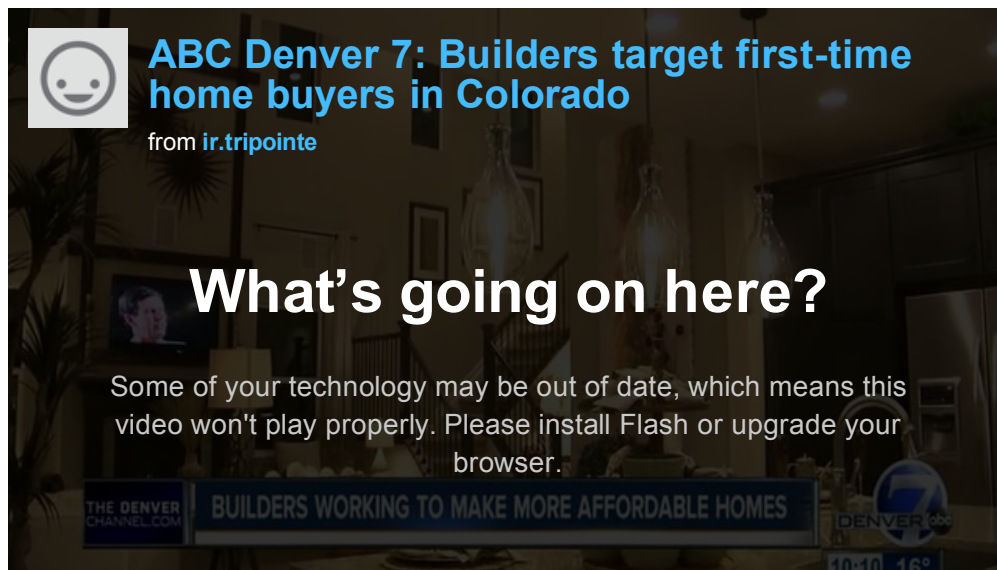 ABC Denver 7: Builders target first-time
home buyers in Colorado
from ir.tripointe
What’s going on here?
Some of your technology may be out of date, which means this
video won't play properly. Please install Flash or upgrade your
browser.
THE DENVER
CHANNEL.COM
BUILDERS WORKING TO MAKE MORE AFFORDABLE HOMES
7
DENVER abc
10:10 16°